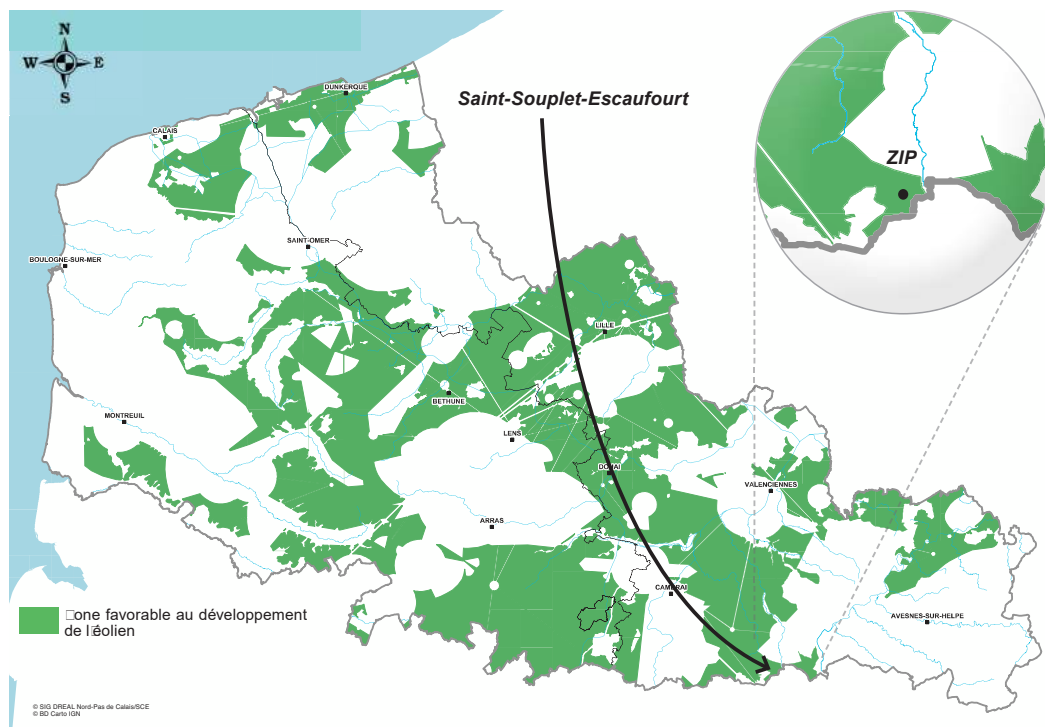 N
W E
S
DUNKERQUE
CALAIS
Saint-Souplet-Escaufourt
ZIP
SAINT-OMER
BOULOGNE-SUR-MER
LILLE
BETHUNE
MONTREUIL
LENS
DOUAI
VALENCIENNES
ARRAS
CAMBRAI
AVESNES-SUR-HELPE
□one favorable au développement
de l□éolien
© SIG DREAL Nord-Pas de Calais/SCE
© BD Carto IGN